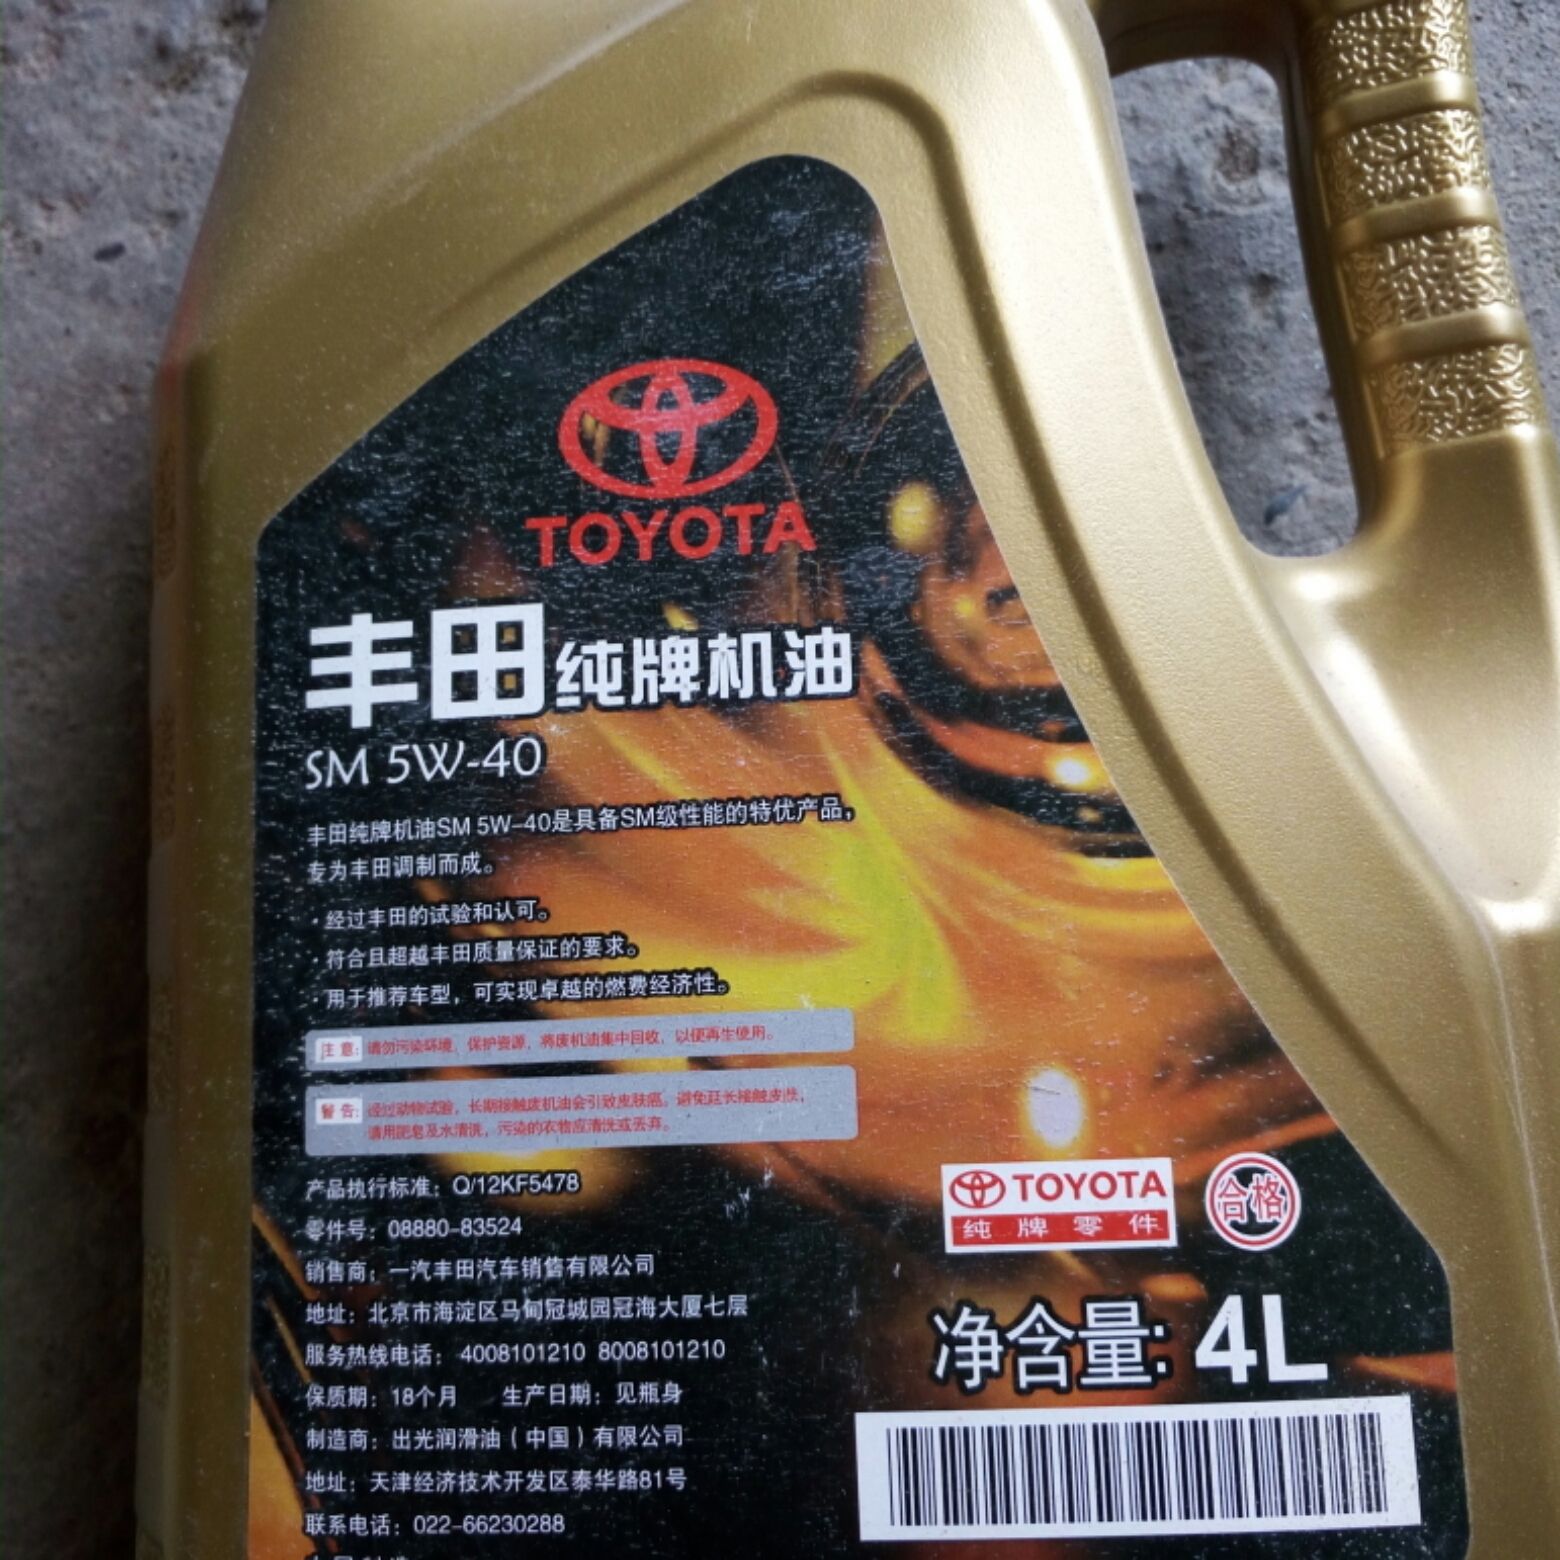 TOYOTA
丰田纯牌机油
SM 5W-40
丰田纯牌机油SM 5W-40是具备SM级性能的特优产品，
专为丰田调制而成。
·经过丰田的试验和认可。
·符合且超越丰田质量保证的要求。
·用于推荐车型，可实现卓越的燃费经济性。
注意: 请勿污染环境，保护资源，将废机油集中回收，以便再生使用。
警告: 经过动物试验，长期接触废机油会引致皮肤癌。避免延长接触皮肤，
请用肥皂及水清洗，污染的衣物应清洗或丢弃。
产品执行标准：Q/12KF5478
零件号：08880-83524
销售商：一汽丰田汽车销售有限公司
地址：北京市海淀区马甸冠城园冠海大厦七层
服务热线电话：4008101210 8008101210
保质期：18个月 生产日期：见瓶身
制造商：出光润滑油（中国）有限公司
地址：天津经济技术开发区泰华路81号
联系电话：022-66230288
TOYOTA
纯牌零件
合格
净含量: 4L